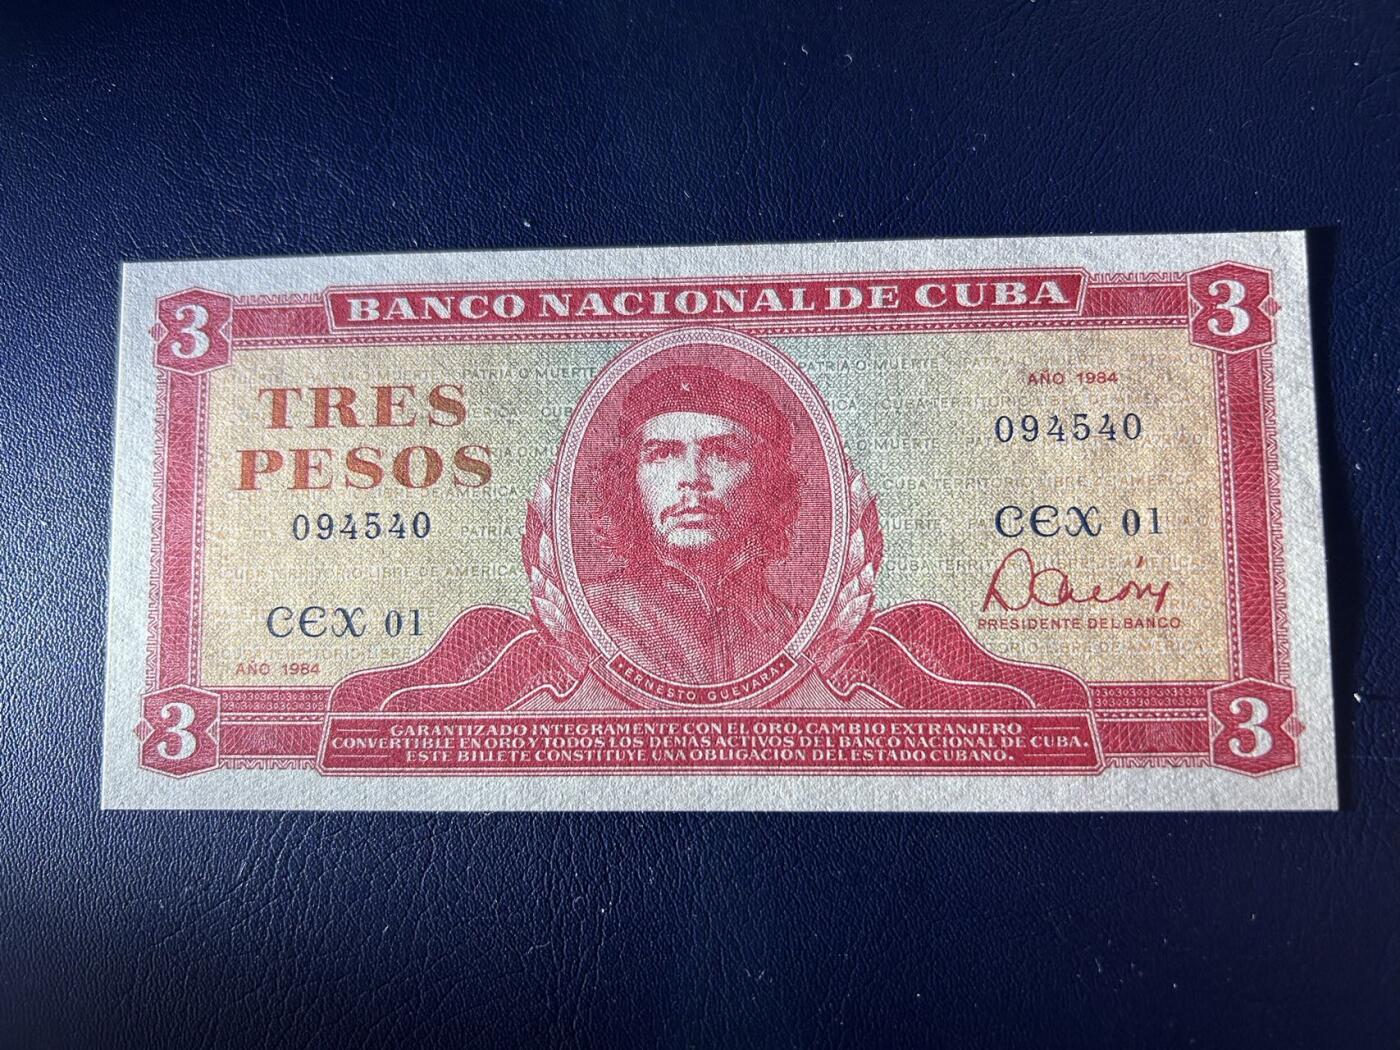 3
BANCO NACIONAL DE CUBA
3
TRES
PESOS
094540
CEX 01
AÑO 1984
AÑO 1984
094540
CEX 01
PRESIDENTE DEL BANCO
PATRIA O MUERTE
CUBA TERRITORIO LIBRE DE AMERICA
ERNESTO GUEVARA
3
GARANTIZADO INTEGRAMENTE CON EL ORO, CAMBIO EXTRANJERO
CONVERTIBLE EN ORO Y TODOS LOS DEMAS ACTIVOS DEL BANCO NACIONAL DE CUBA.
ESTE BILLETE CONSTITUYE UNA OBLIGACION DEL ESTADO CUBANO.
3